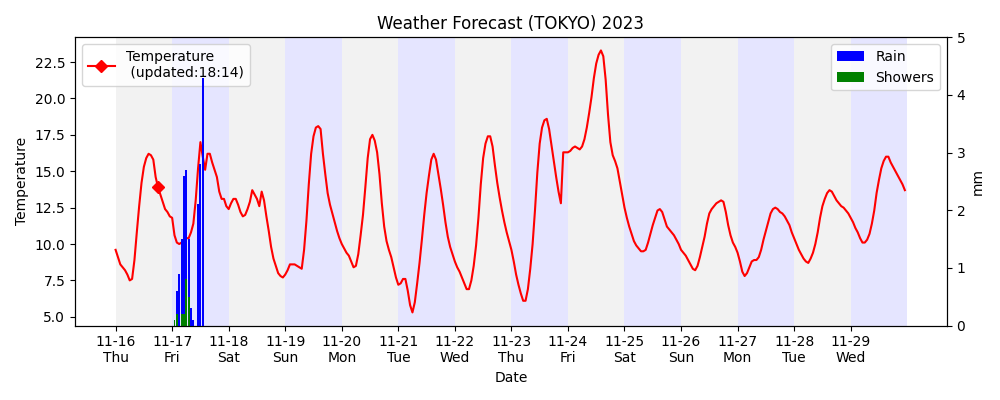 Weather Forecast (TOKYO) 2023
Temperature
(updated:18:14)
Rain
Showers
Temperature
22.5
20.0
17.5
15.0
12.5
10.0
7.5
5.0
5
4
3
2
1
0
mm
11-16 11-17 11-18 11-19 11-20 11-21 11-22 11-23 11-24 11-25 11-26 11-27 11-28 11-29
Thu Fri Sat Sun Mon Tue Wed Thu Fri Sat Sun Mon Tue Wed
Date